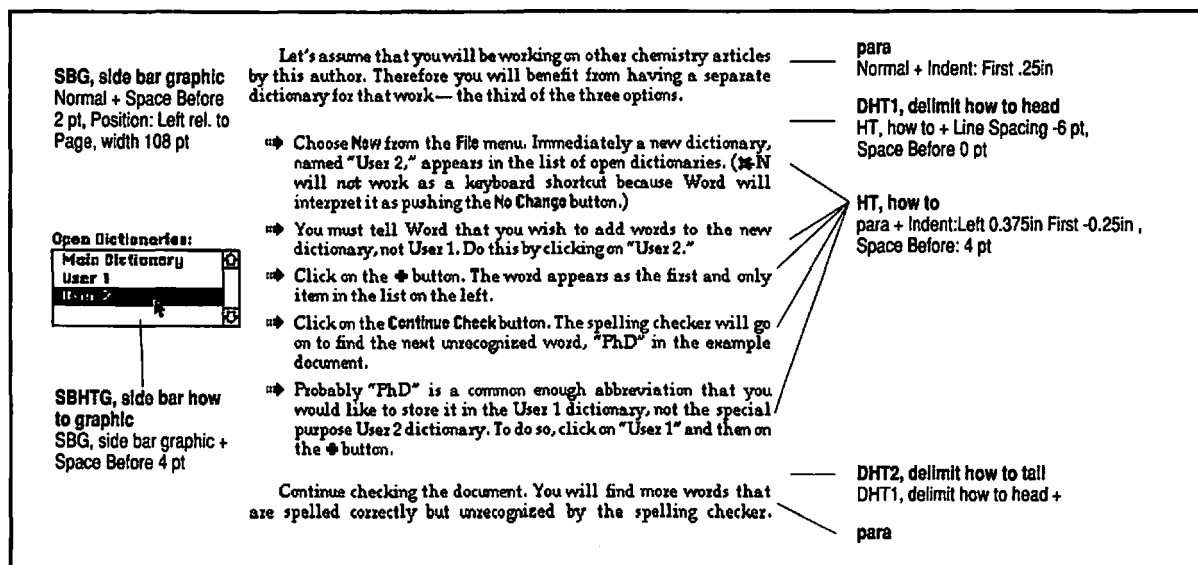 SBG, side bar graphic
Normal + Space Before
2 pt, Position: Left rel. to
Page, width 108 pt
Open Dictionaries:
Main Dictionary
User 1
User 2
SBHTG, side bar how
to graphic
SBG, side bar graphic +
Space Before 4 pt
Let's assume that you will be working on other chemistry articles
by this author. Therefore you will benefit from having a separate
dictionary for that work— the third of the three options.
Choose New from the File menu. Immediately a new dictionary,
named "User 2," appears in the list of open dictionaries. (⌘N
will not work as a keyboard shortcut because Word will
interpret it as pushing the No Change button.)
You must tell Word that you wish to add words to the new
dictionary, not User 1. Do this by clicking on "User 2."
Click on the ✚ button. The word appears as the first and only
item in the list on the left.
Click on the Continue Check button. The spelling checker will go
on to find the next unrecognized word, "PhD" in the example
document.
Probably "PhD" is a common enough abbreviation that you
would like to store it in the User 1 dictionary, not the special
purpose User 2 dictionary. To do so, click on "User 1" and then on
the ✚ button.
Continue checking the document. You will find more words that
are spelled correctly but unrecognized by the spelling checker.
para
Normal + Indent: First .25in
DHT1, delimit how to head
HT, how to + Line Spacing -6 pt,
Space Before 0 pt
HT, how to
para + Indent:Left 0.375in First -0.25in ,
Space Before: 4 pt
DHT2, delimit how to tail
DHT1, delimit how to head +
para